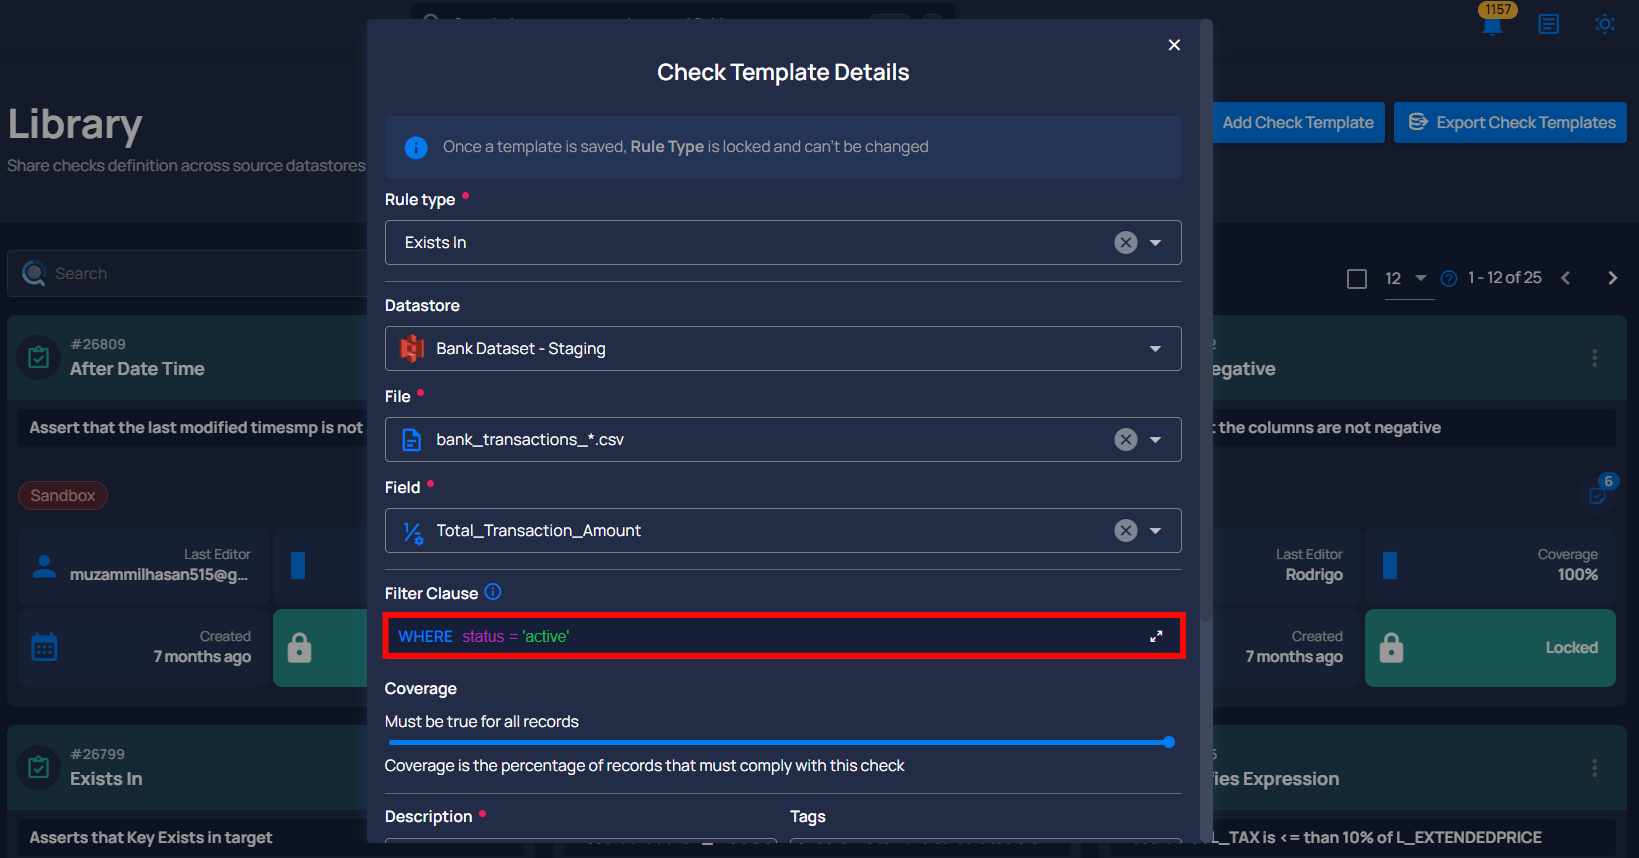 1157
Library
Share checks definition across source datastores
Add Check Template
Export Check Templates
Search
12
1 - 12 of 25
#26809
After Date Time
Assert that the last modified timesmp is not
Sandbox
Last Editor
muzammilhasan515@g...
Created
7 months ago
#26799
Exists In
Asserts that Key Exists in target
Check Template Details
Once a template is saved, Rule Type is locked and can't be changed
Rule type
Exists In
Datastore
Bank Dataset - Staging
File
bank_transactions_*.csv
Field
Total_Transaction_Amount
Filter Clause
WHERE status = 'active'
Coverage
Must be true for all records
Coverage is the percentage of records that must comply with this check
Description
Tags
2
egative
t the columns are not negative
6
Last Editor
Rodrigo
Coverage
100%
Created
7 months ago
Locked
5
ies Expression
L_TAX is <= than 10% of L_EXTENDEDPRICE